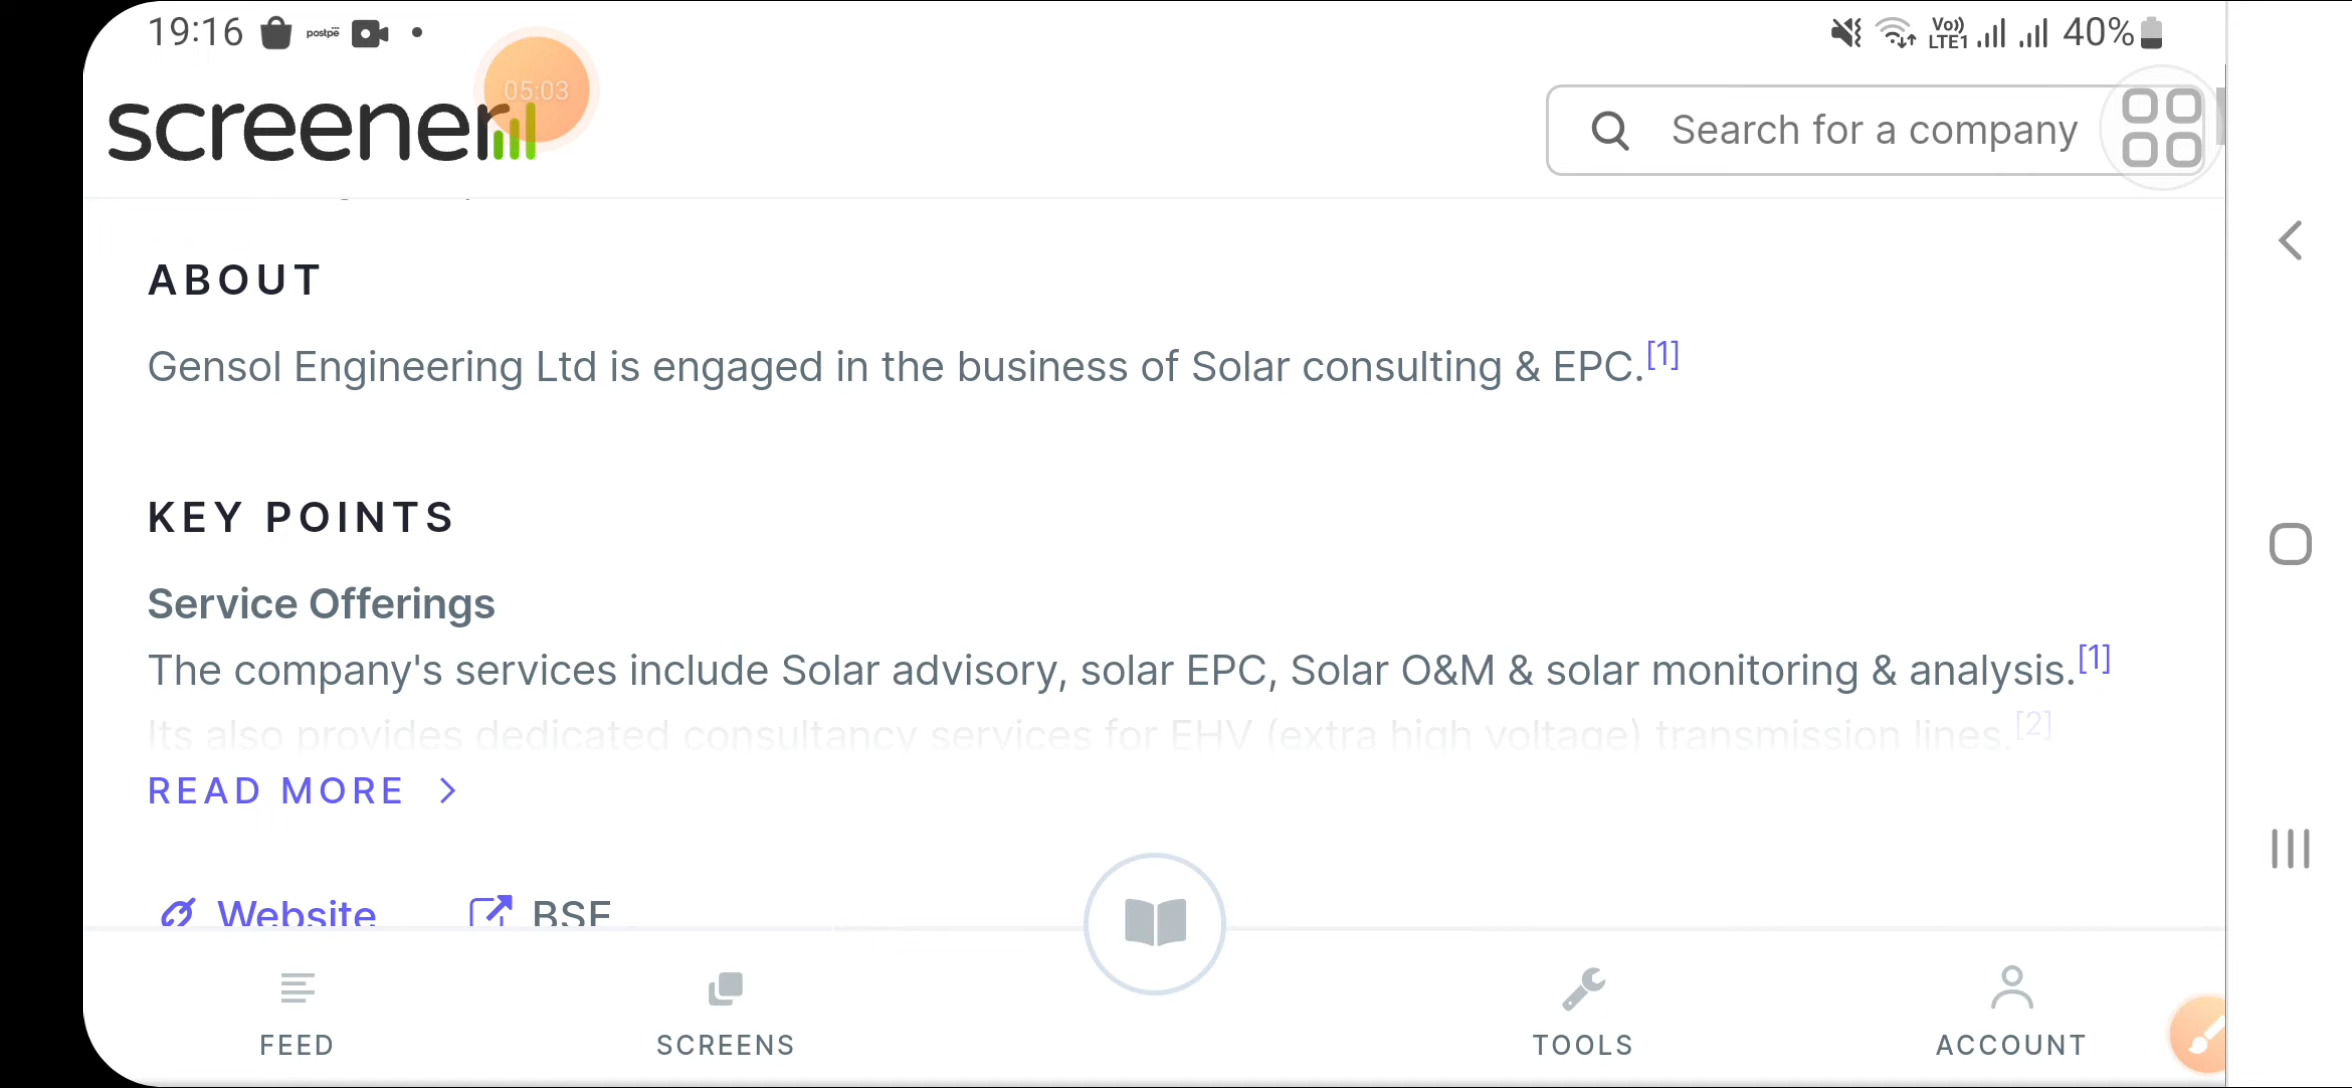 19:16 postpe Vo)) LTE1 40%
05:03
screener
Search for a company
ABOUT
Gensol Engineering Ltd is engaged in the business of Solar consulting & EPC.[1]
KEY POINTS
Service Offerings
The company's services include Solar advisory, solar EPC, Solar O&M & solar monitoring & analysis.[1]
Its also provides dedicated consultancy services for EHV (extra high voltage) transmission lines.[2]
READ MORE
Website BSE
FEED SCREENS TOOLS ACCOUNT